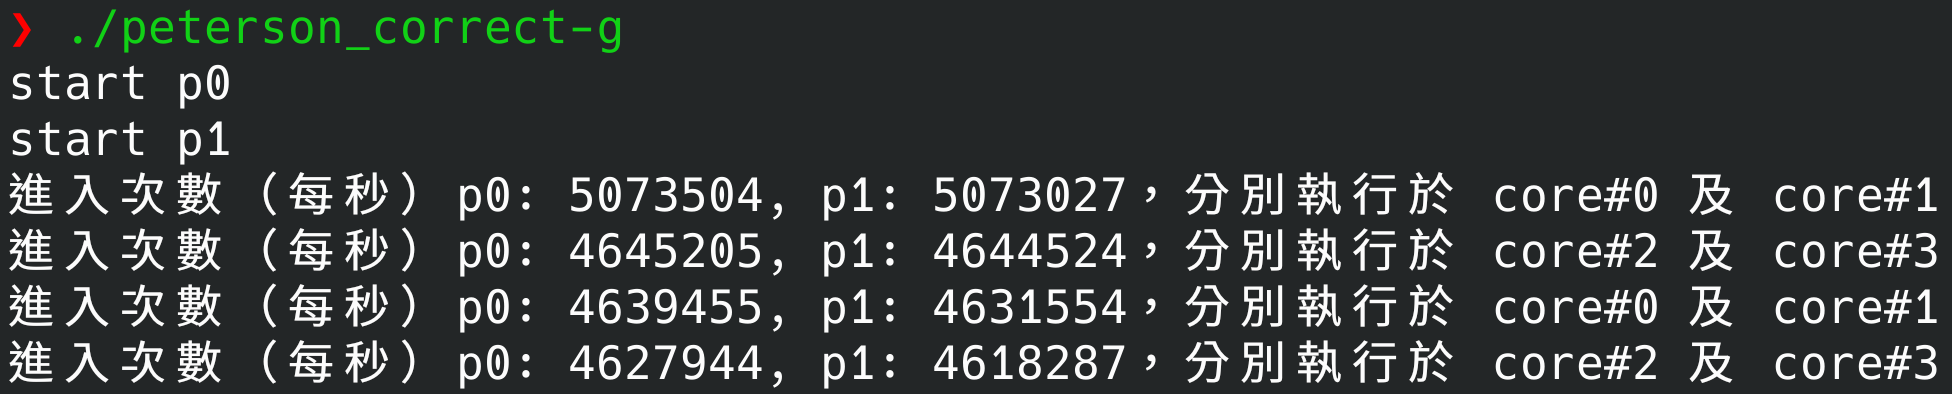 ❯ ./peterson_correct-g
start p0
start p1
進入次數（每秒）p0: 5073504, p1: 5073027，分別執行於 core#0 及 core#1
進入次數（每秒）p0: 4645205, p1: 4644524，分別執行於 core#2 及 core#3
進入次數（每秒）p0: 4639455, p1: 4631554，分別執行於 core#0 及 core#1
進入次數（每秒）p0: 4627944, p1: 4618287，分別執行於 core#2 及 core#3